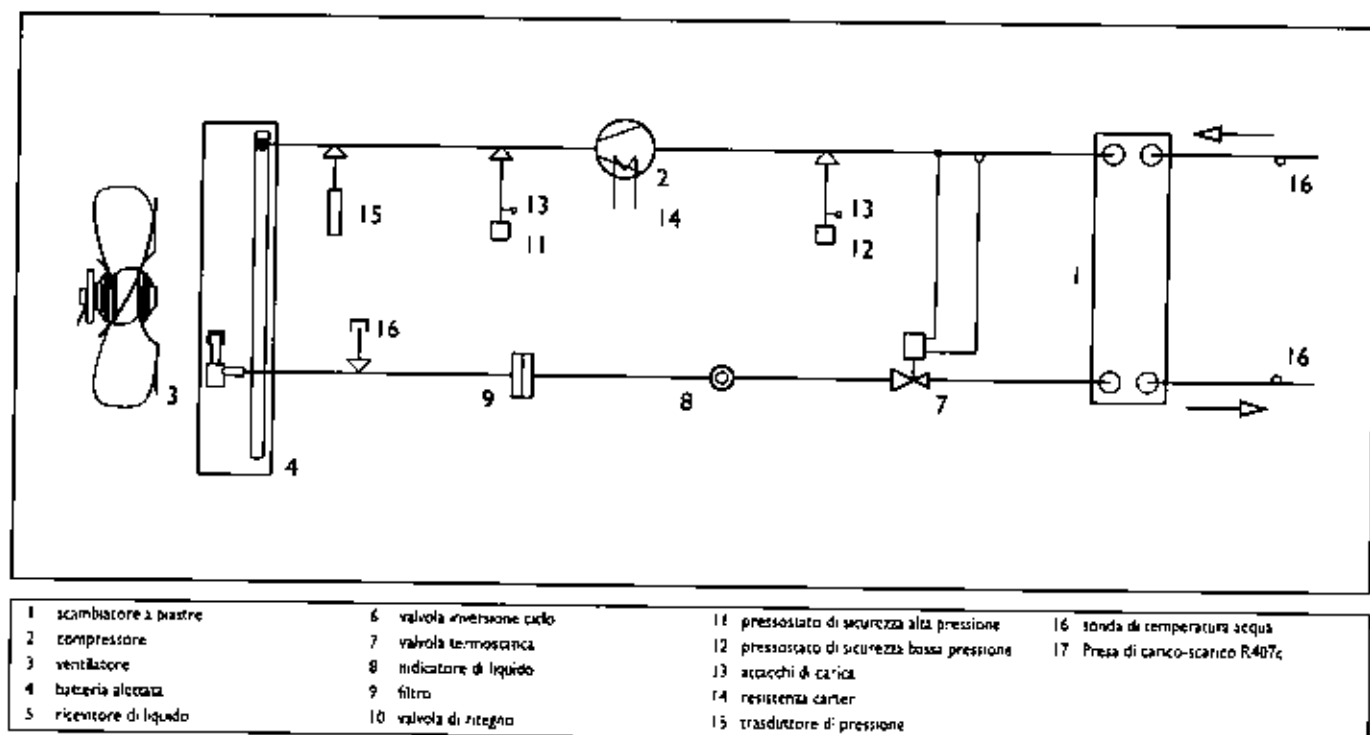 2
16
15
13
14
13
11
12
1
16
16
3
9
8
7
4
1 scambiatore a piastre
2 compressore
3 ventilatore
4 batteria alettata
5 ricevitore di liquido
6 valvola inversione ciclo
7 valvola termostatica
8 indicatore di liquido
9 filtro
10 valvola di ritegno
11 pressostato di sicurezza alta pressione
12 pressostato di sicurezza bassa pressione
13 attacchi di carica
14 resistenza carter
15 trasduttore di pressione
16 sonda di temperatura acqua
17 Presa di carico-scarico R407c